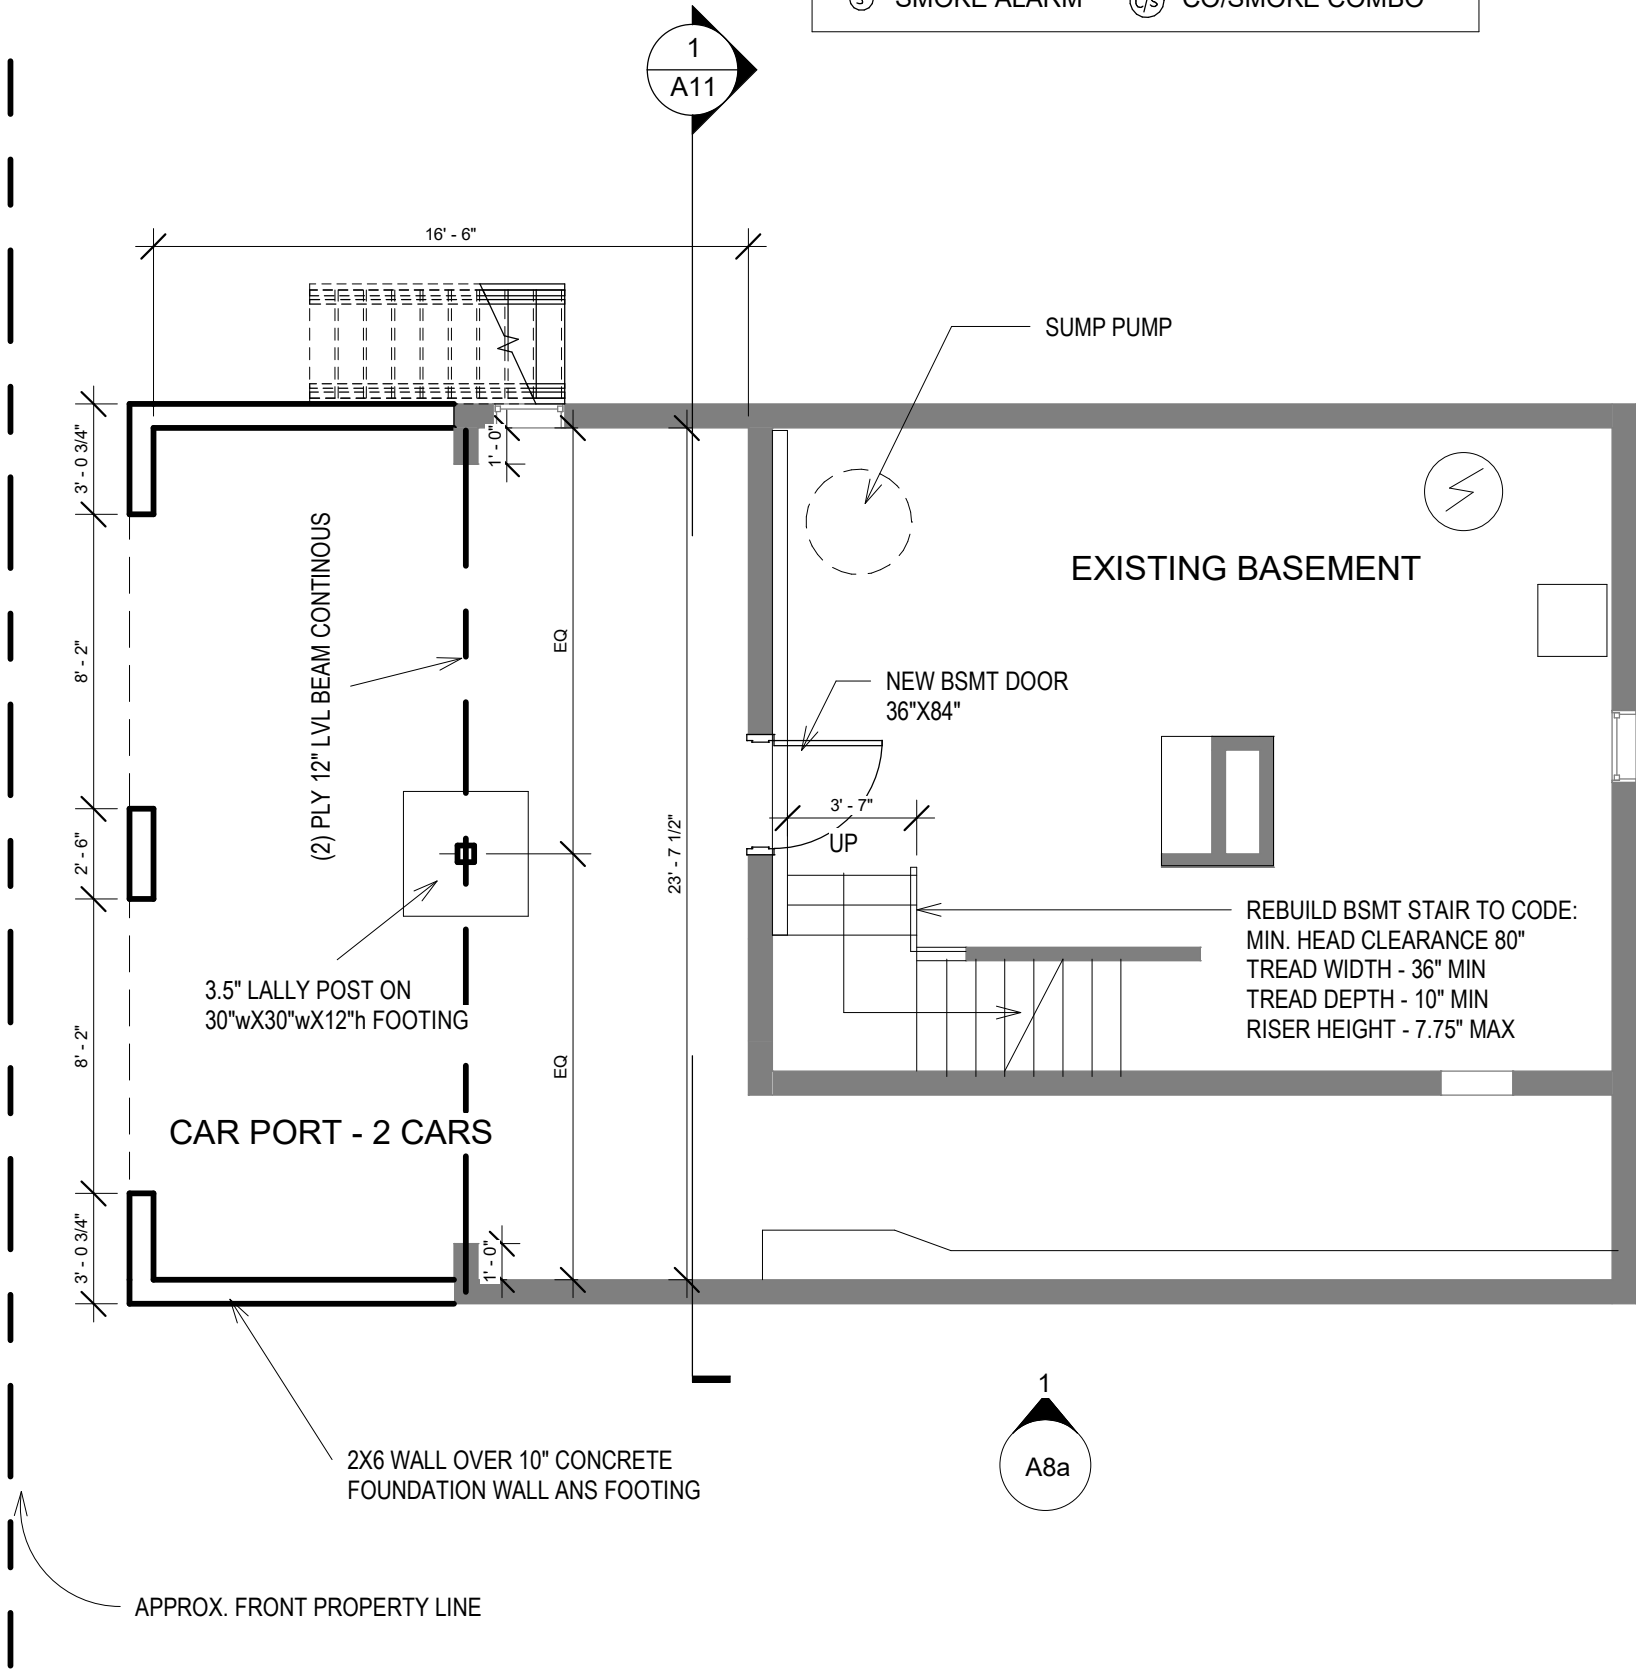 SMOKE ALARM
C/S CO/SMOKE COMBO
1
A11
16' - 6"
SUMP PUMP
3' - 0 3/4"
1' - 0"
(2) PLY 12" LVL BEAM CONTINOUS
EXISTING BASEMENT
8' - 2"
EQ
NEW BSMT DOOR
36"X84"
3' - 7"
UP
2' - 6"
23' - 7 1/2"
REBUILD BSMT STAIR TO CODE:
MIN. HEAD CLEARANCE 80"
TREAD WIDTH - 36" MIN
TREAD DEPTH - 10" MIN
RISER HEIGHT - 7.75" MAX
3.5" LALLY POST ON
30"wX30"wX12"h FOOTING
8' - 2"
EQ
CAR PORT - 2 CARS
3' - 0 3/4"
1' - 0"
1
A8a
2X6 WALL OVER 10" CONCRETE
FOUNDATION WALL ANS FOOTING
APPROX. FRONT PROPERTY LINE